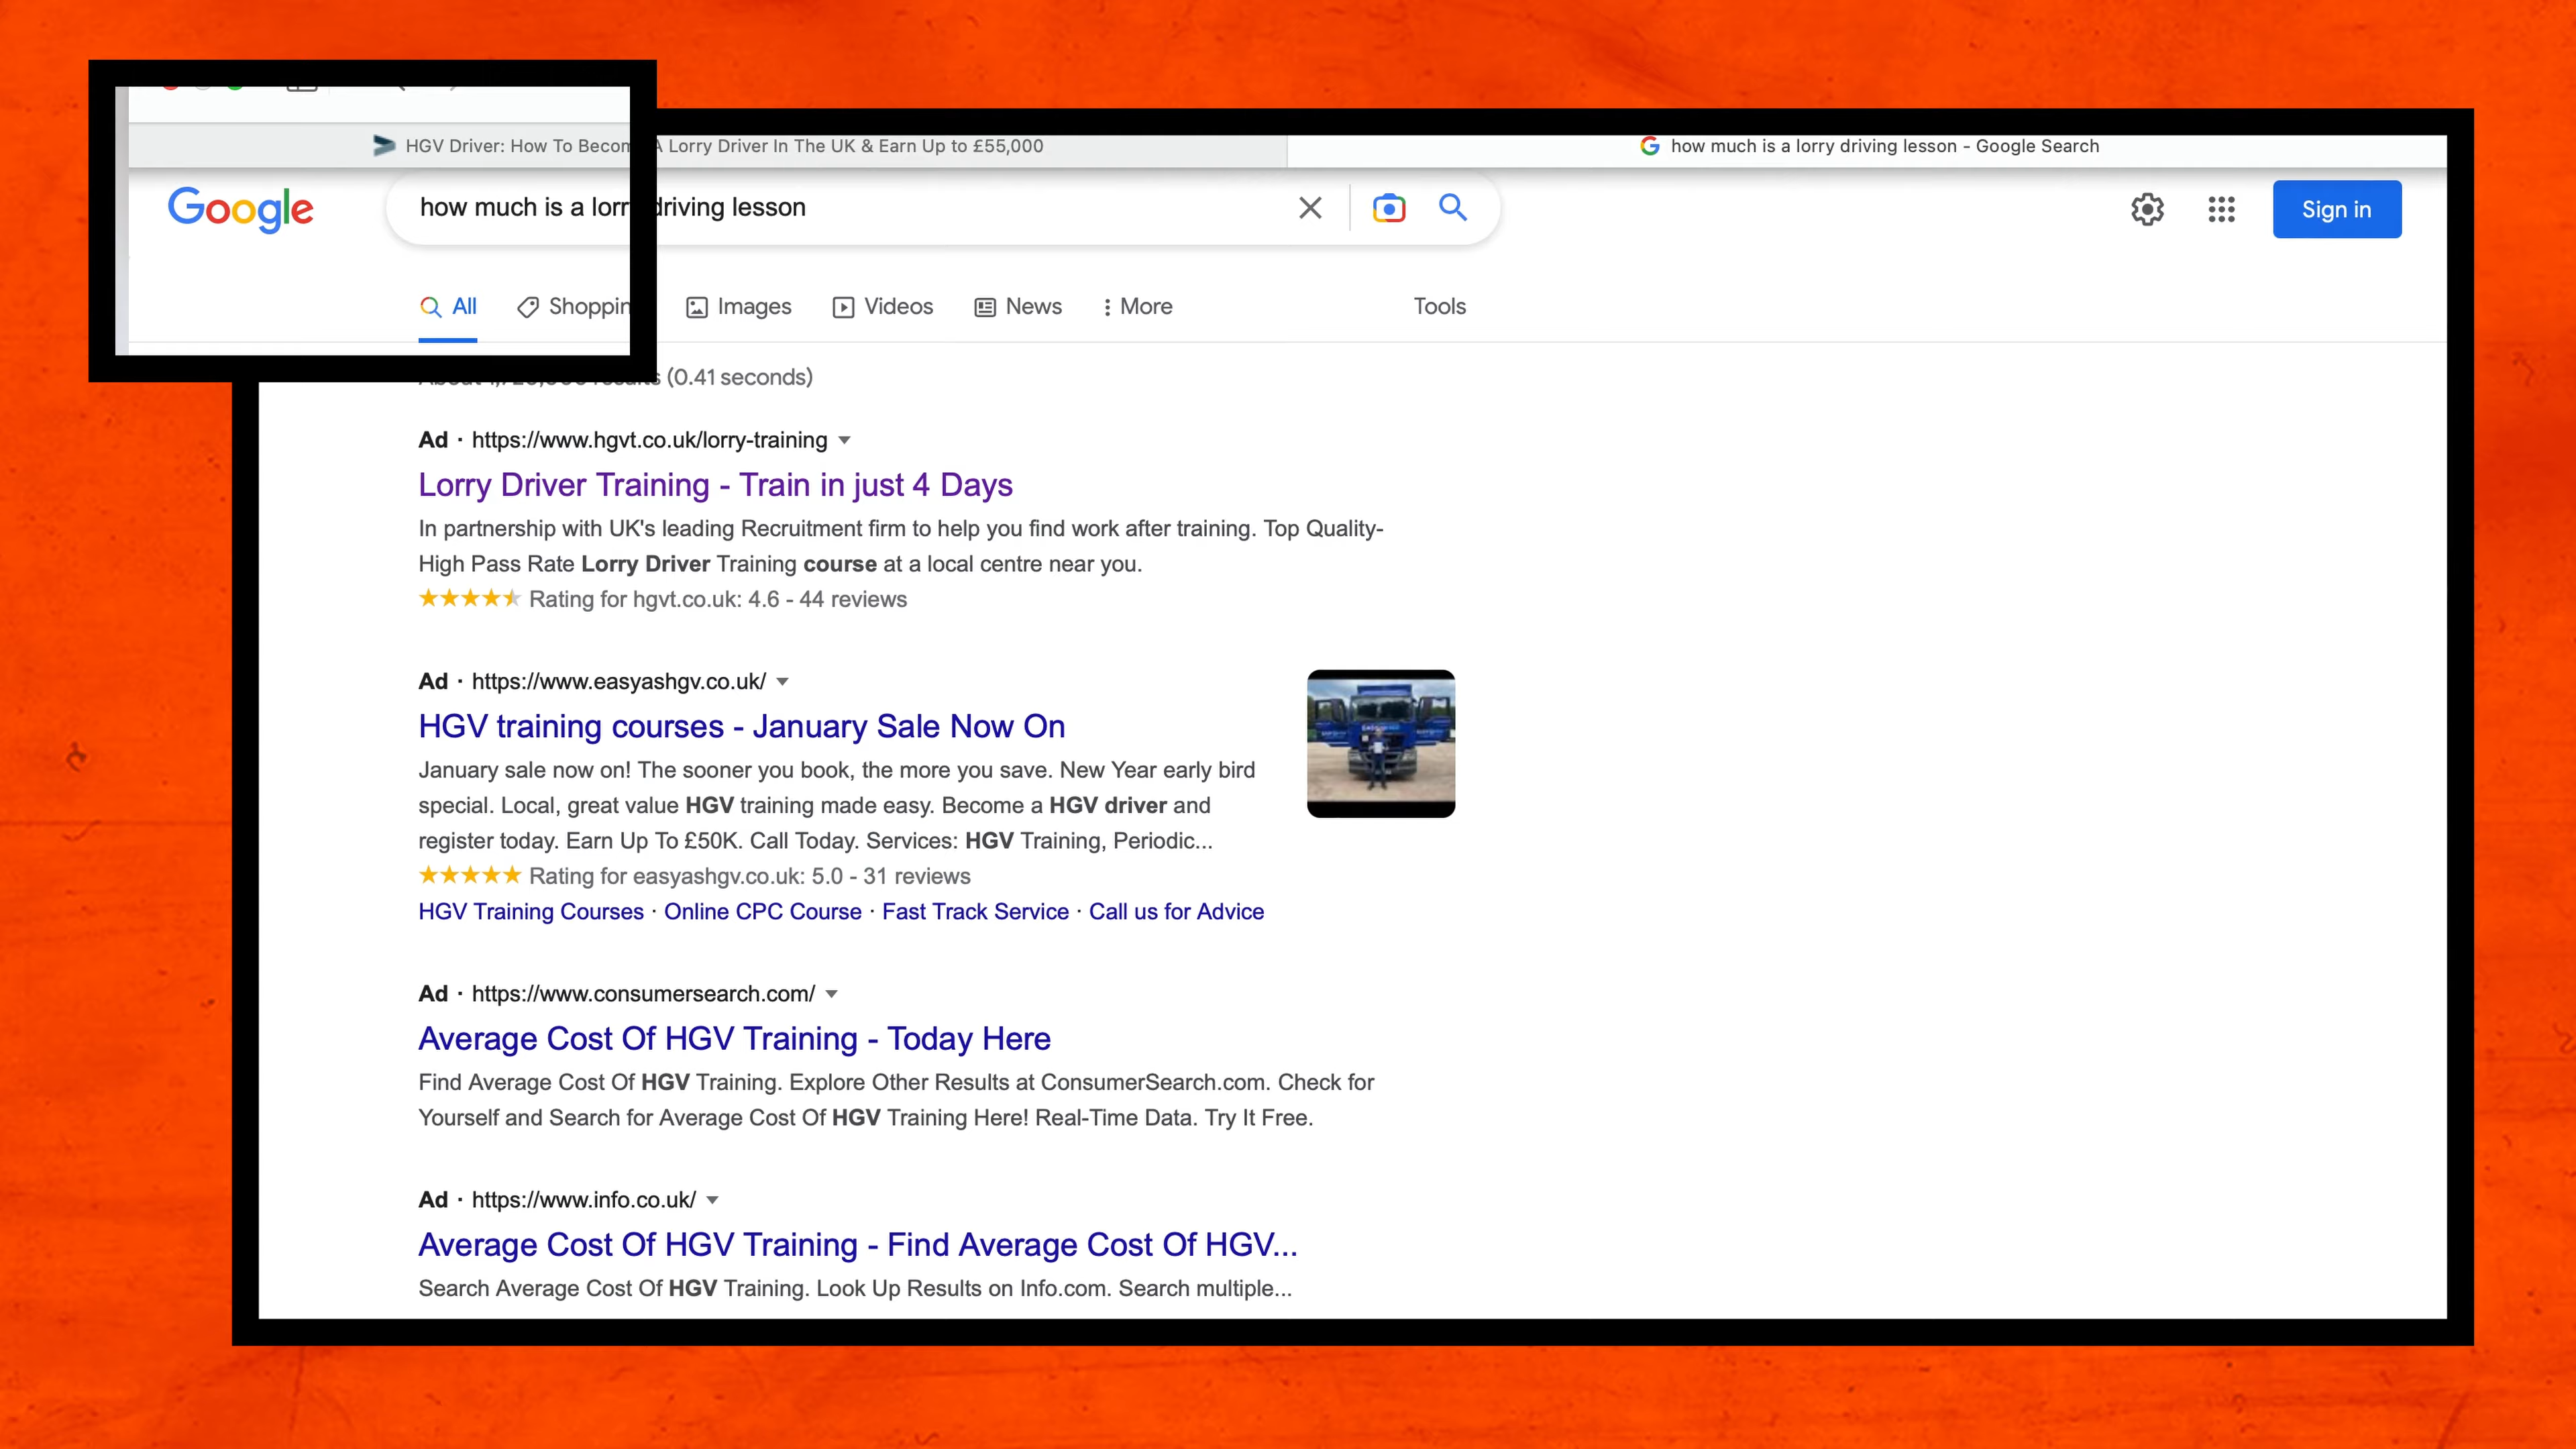 HGV Driver: How To Becom A Lorry Driver In The UK & Earn Up to £55,000
how much is a lorry driving lesson - Google Search
Google
how much is a lorr driving lesson
Sign in
All Shoppin Images Videos News More Tools
(0.41 seconds)
Ad · https://www.hgvt.co.uk/lorry-training
Lorry Driver Training - Train in just 4 Days
In partnership with UK's leading Recruitment firm to help you find work after training. Top Quality-
High Pass Rate Lorry Driver Training course at a local centre near you.
Rating for hgvt.co.uk: 4.6 - 44 reviews
Ad · https://www.easyashgv.co.uk/
HGV training courses - January Sale Now On
January sale now on! The sooner you book, the more you save. New Year early bird
special. Local, great value HGV training made easy. Become a HGV driver and
register today. Earn Up To £50K. Call Today. Services: HGV Training, Periodic...
Rating for easyashgv.co.uk: 5.0 - 31 reviews
HGV Training Courses · Online CPC Course · Fast Track Service · Call us for Advice
Ad · https://www.consumersearch.com/
Average Cost Of HGV Training - Today Here
Find Average Cost Of HGV Training. Explore Other Results at ConsumerSearch.com. Check for
Yourself and Search for Average Cost Of HGV Training Here! Real-Time Data. Try It Free.
Ad · https://www.info.co.uk/
Average Cost Of HGV Training - Find Average Cost Of HGV...
Search Average Cost Of HGV Training. Look Up Results on Info.com. Search multiple...